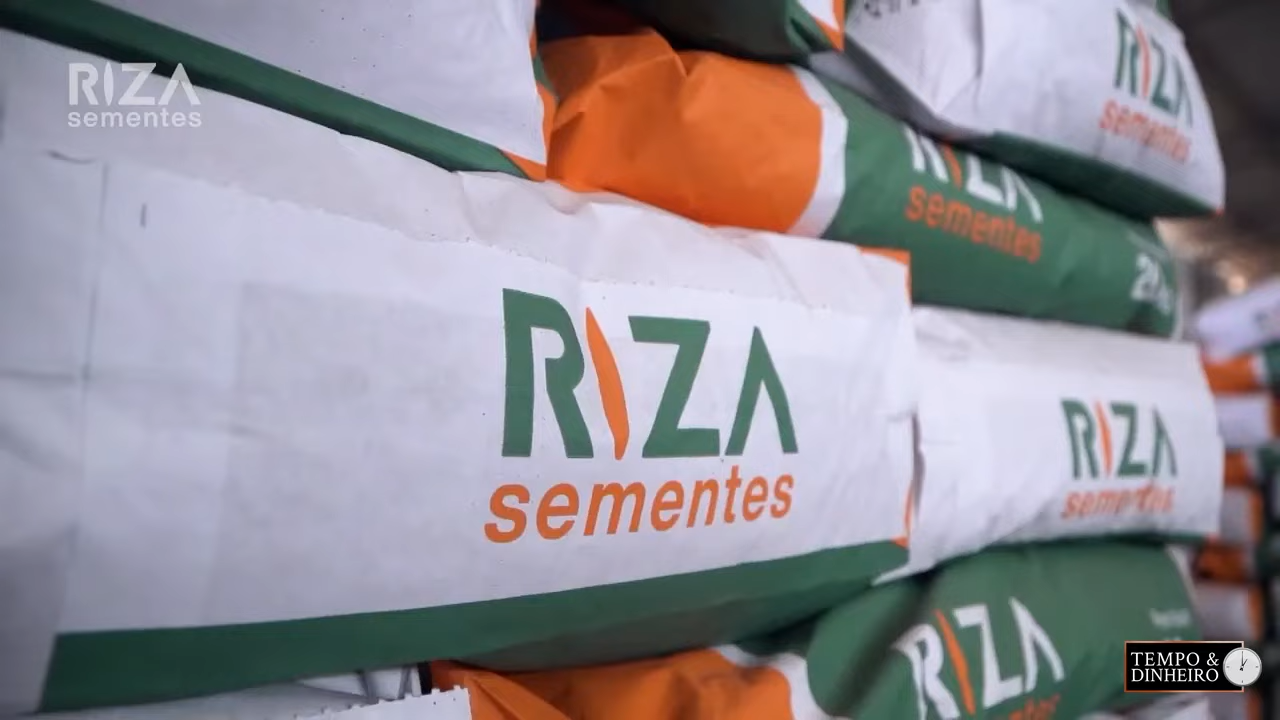 RIZA
sementes
RIZA
sementes
RIZA
sementes
RIZA
sementes
RIZA
sementes
RIZA
sementes
TEMPO &
DINHEIRO